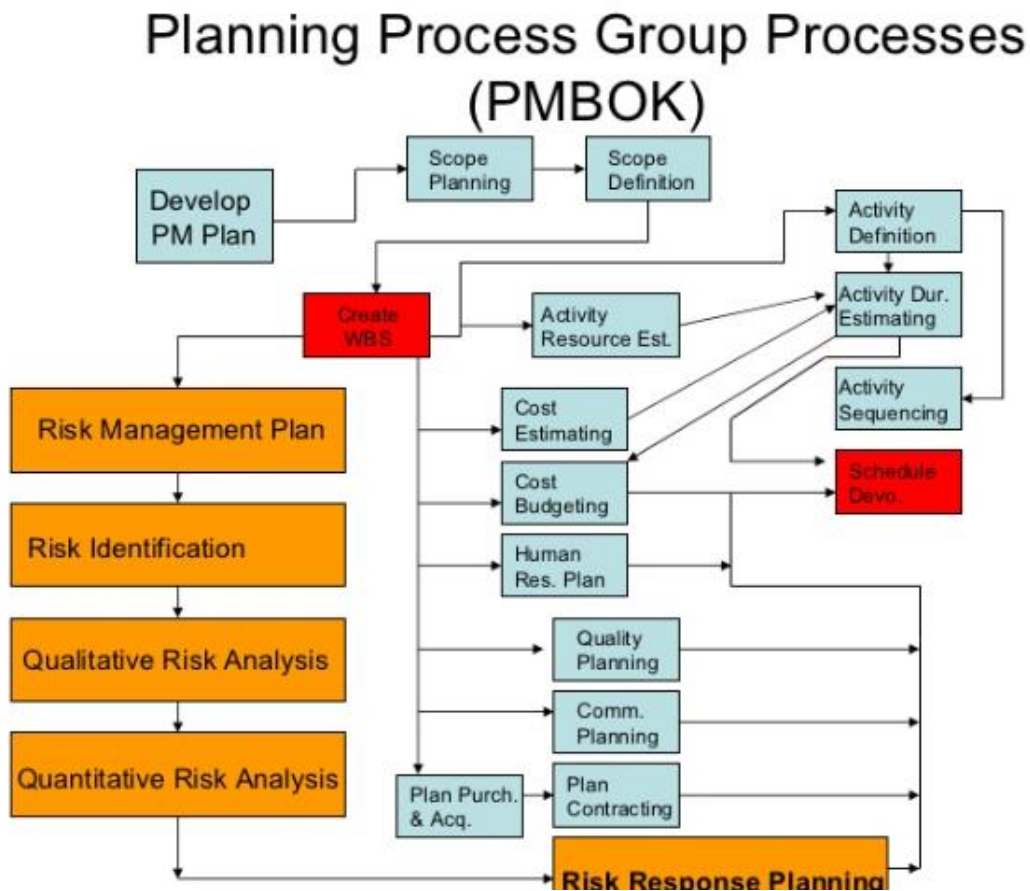 Planning Process Group Processes
(PMBOK)
Develop
PM Plan
Scope
Planning
Scope
Definition
Activity
Definition
Create
WBS
Activity
Resource Est.
Activity Dur.
Estimating
Activity
Sequencing
Risk Management Plan
Cost
Estimating
Schedule
Devo.
Cost
Budgeting
Risk Identification
Human
Res. Plan
Qualitative Risk Analysis
Quality
Planning
Comm.
Planning
Quantitative Risk Analysis
Plan Purch.
& Acq.
Plan
Contracting
Risk Response Planning